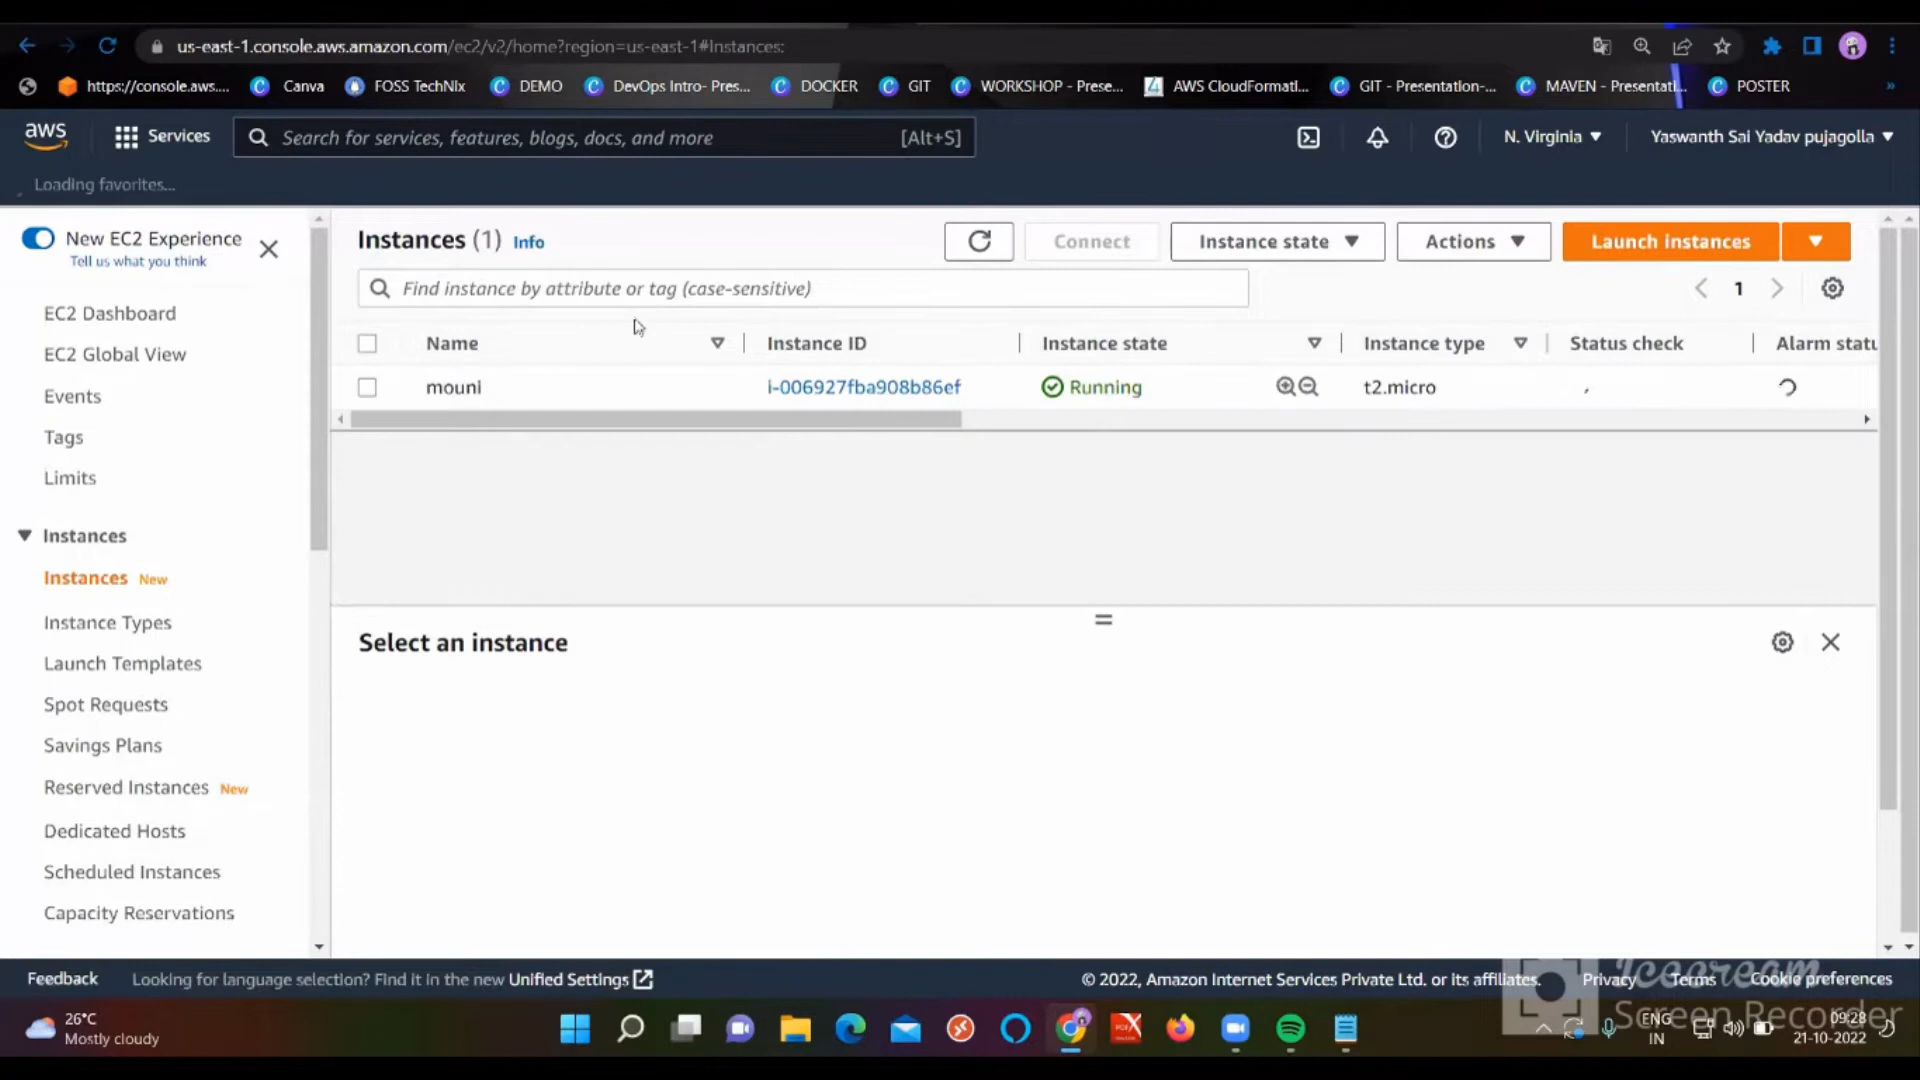 us-east-1.console.aws.amazon.com/ec2/v2/home?region=us-east-1#Instances:
https://console.aws.... Canva FOSS TechNIx DEMO DevOps Intro- Pres... DOCKER GIT WORKSHOP - Prese... AWS CloudFormati... GIT - Presentation-... MAVEN - Presentati... POSTER »
aws Services Search for services, features, blogs, docs, and more [Alt+S] N. Virginia Yaswanth Sai Yadav pujagolla
Loading favorites...
New EC2 Experience
Tell us what you think
EC2 Dashboard
EC2 Global View
Events
Tags
Limits
Instances
Instances New
Instance Types
Launch Templates
Spot Requests
Savings Plans
Reserved Instances New
Dedicated Hosts
Scheduled Instances
Capacity Reservations
Instances (1) Info Connect Instance state Actions Launch instances
Find instance by attribute or tag (case-sensitive) 1
Name Instance ID Instance state Instance type Status check Alarm statu
mouni i-006927fba908b86ef Running t2.micro
Select an instance
Feedback Looking for language selection? Find it in the new Unified Settings © 2022, Amazon Internet Services Private Ltd. or its affiliates. Privacy Terms Cookie preferences
Icecream
Screen Recorder
26°C
Mostly cloudy
ENG
IN
09:28
21-10-2022